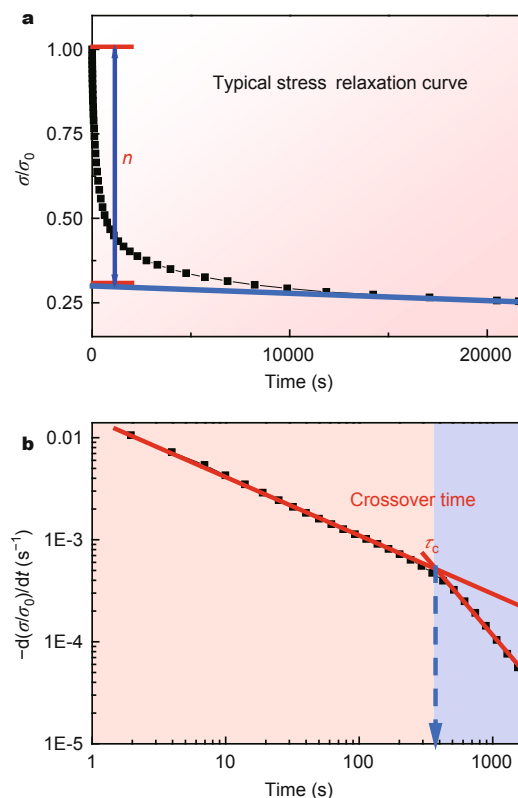 a
1.00
Typical stress relaxation curve
0.75
n
σ/σ0
0.50
0.25
0
10000
20000
Time (s)
b
0.01
Crossover time
τc
1E-3
−d(σ/σ0)/dt (s−1)
1E-4
1E-5
1
10
100
1000
Time (s)